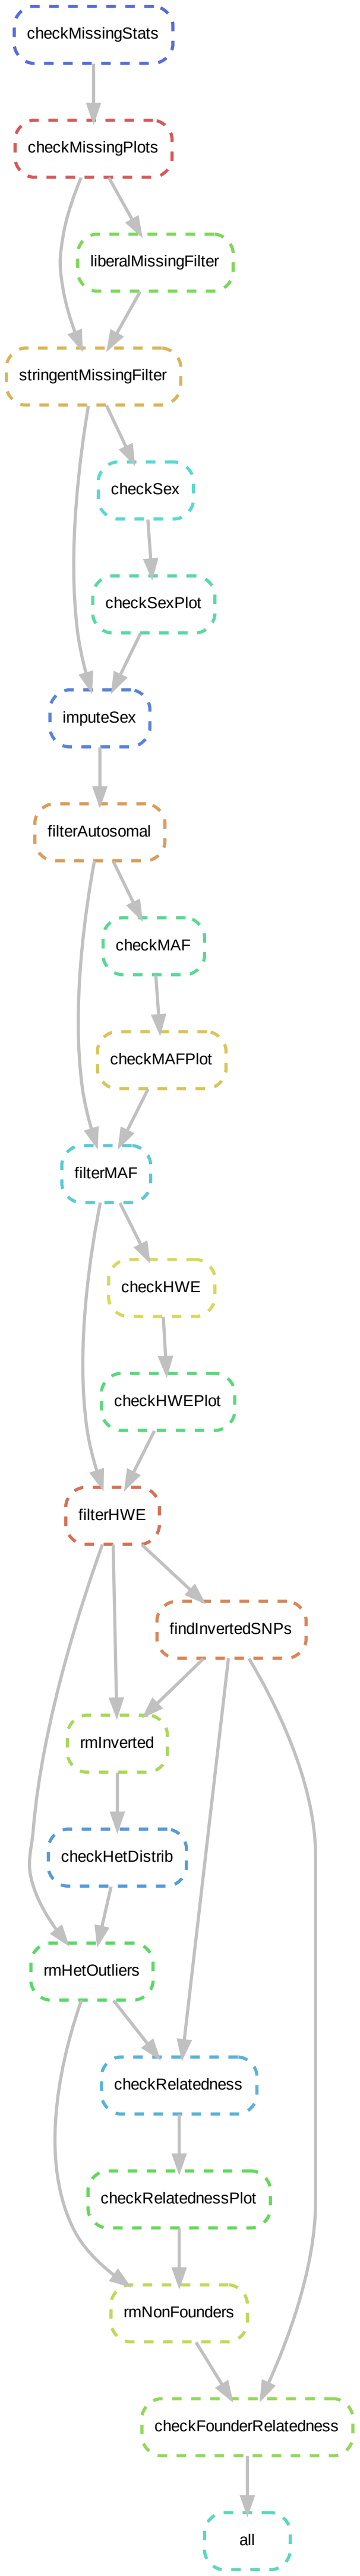 checkMissingStats
checkMissingPlots
liberalMissingFilter
stringentMissingFilter
checkSex
checkSexPlot
imputeSex
filterAutosomal
checkMAF
checkMAFPlot
filterMAF
checkHWE
checkHWEPlot
filterHWE
findInvertedSNPs
rmInverted
checkHetDistrib
rmHetOutliers
checkRelatedness
checkRelatednessPlot
rmNonFounders
checkFounderRelatedness
all